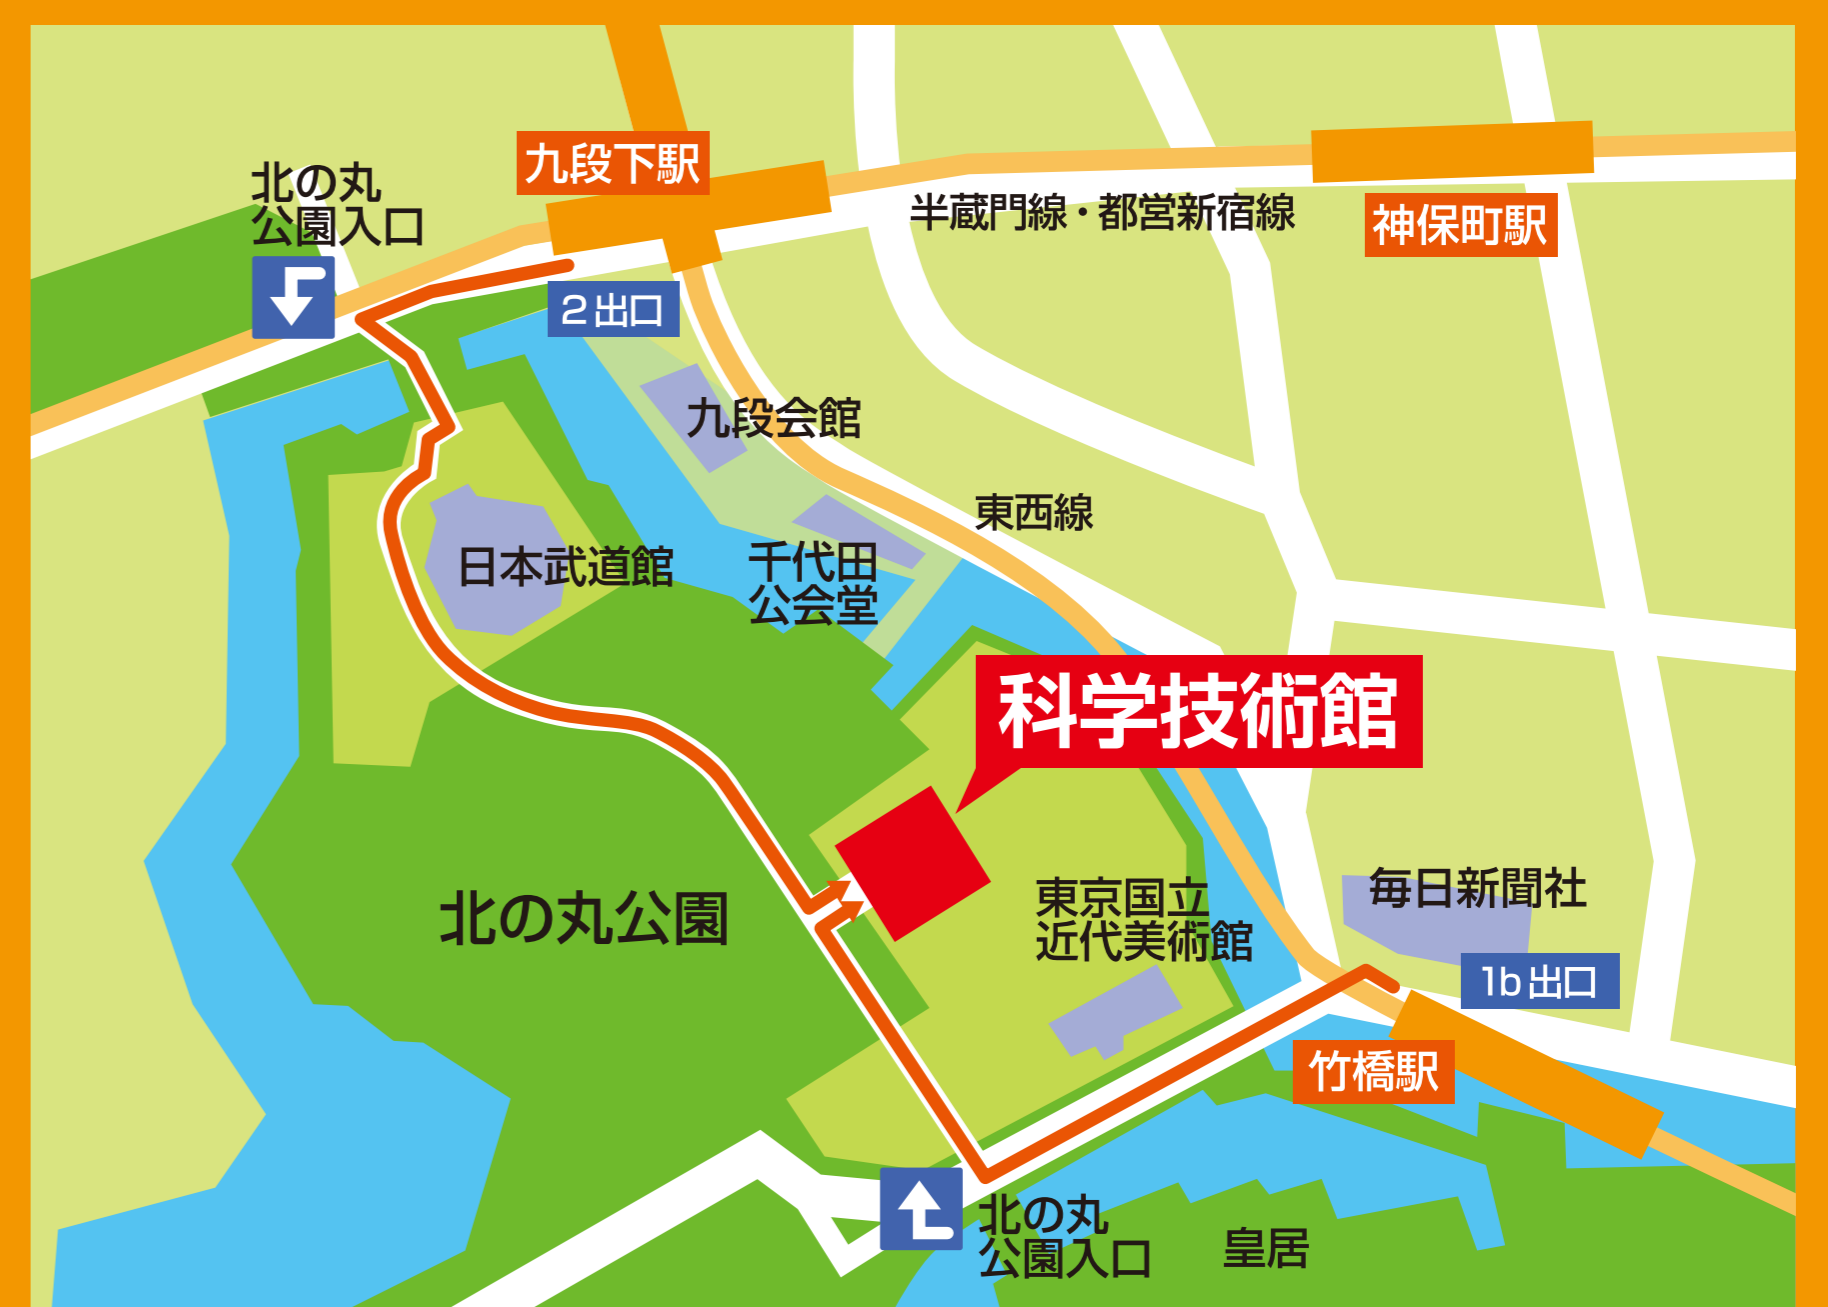 九段下駅
北の丸
公園入口
半蔵門線・都営新宿線
神保町駅
2出口
九段会館
東西線
日本武道館
千代田
公会堂
科学技術館
毎日新聞社
北の丸公園
東京国立
近代美術館
1b出口
竹橋駅
北の丸
公園入口
皇居